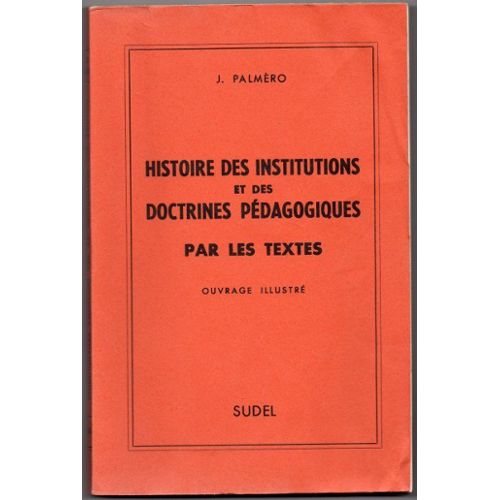 J. PALMÈRO
HISTOIRE DES INSTITUTIONS
ET DES
DOCTRINES PÉDAGOGIQUES
PAR LES TEXTES
OUVRAGE ILLUSTRÉ
SUDEL